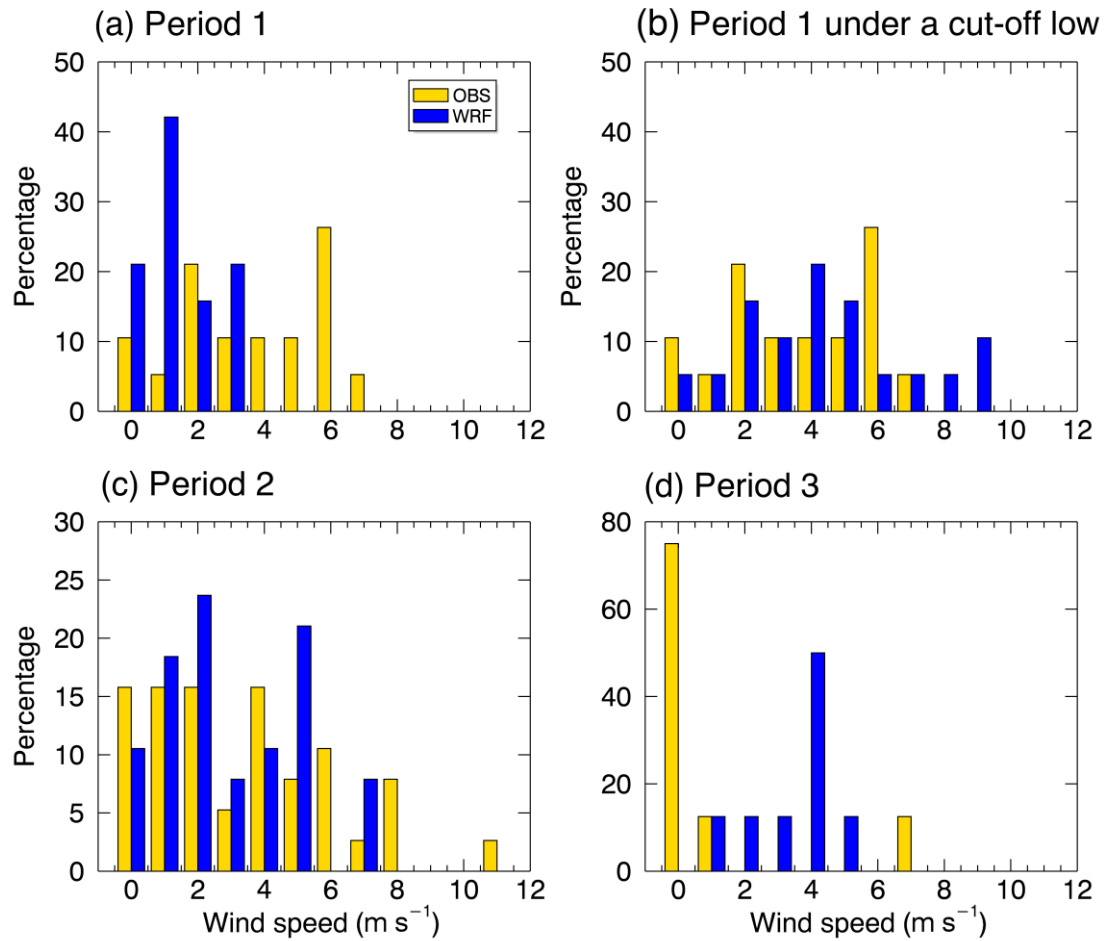 (a) Period 1
(b) Period 1 under a cut-off low
50
40
30
20
10
0
Percentage
OBS
WRF
0 2 4 6 8 10 12
50
40
30
20
10
0
Percentage
0 2 4 6 8 10 12
(c) Period 2
(d) Period 3
30
25
20
15
10
5
0
Percentage
0 2 4 6 8 10 12
Wind speed (m s⁻¹)
80
60
40
20
0
0 2 4 6 8 10 12
Wind speed (m s⁻¹)